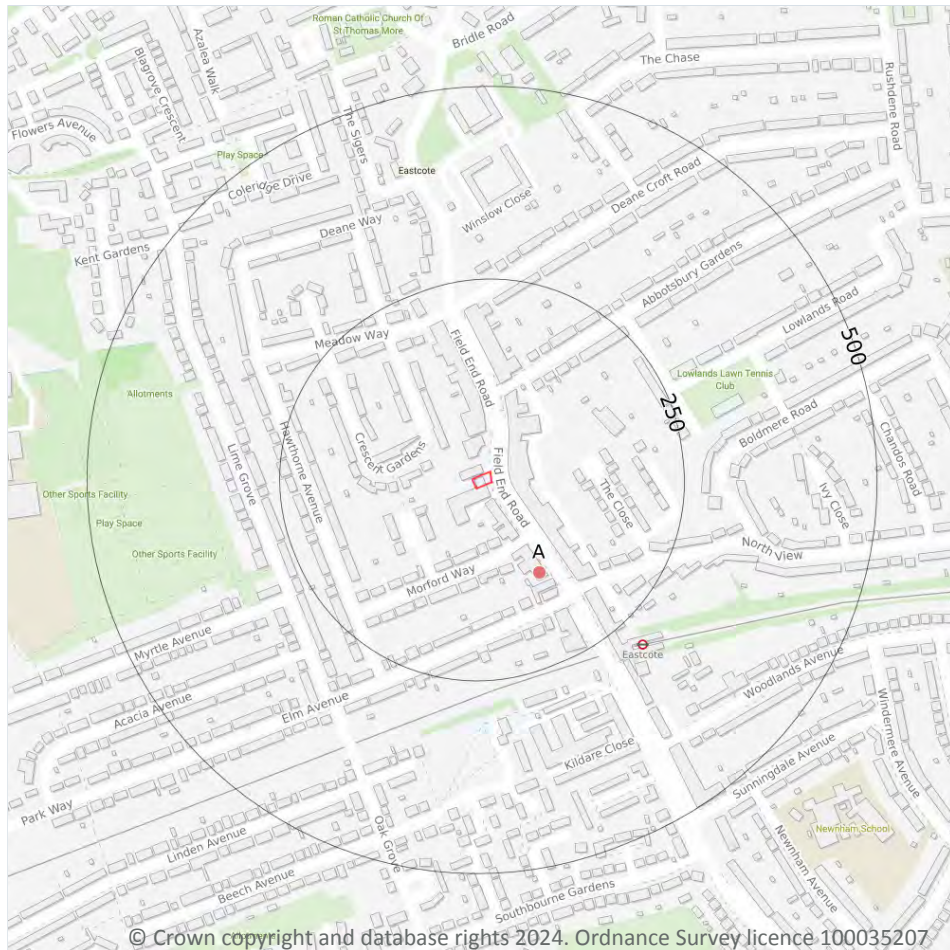 Roman Catholic Church Of
St Thomas More
Bridle Road
Azalea Walk
The Chase
Blagrove Crescent
Rushdene Road
Flowers Avenue
The Sigers
Play Space
Eastcote
Coleridge Drive
Deane Croft Road
Winslow Close
Deane Way
Kent Gardens
Abbotsbury Gardens
Lowlands Road
Meadow Way
Field End Road
500
Lowlands Lawn Tennis
Club
Allotments
250
Boldmere Road
Hawthorne Avenue
Crescent Gardens
Lime Grove
Chandos Road
Field End Road
Other Sports Facility
The Close
Ivy Close
Play Space
Other Sports Facility
A
North View
Morford Way
Myrtle Avenue
Eastcote
Woodlands Avenue
Acacia Avenue
Elm Avenue
Windermere Avenue
Kildare Close
Sunningdale Avenue
Park Way
Oak Grove
Newnham School
Linden Avenue
Newnham Avenue
Beech Avenue
Southbourne Gardens
© Crown copyright and database rights 2024. Ordnance Survey licence 100035207